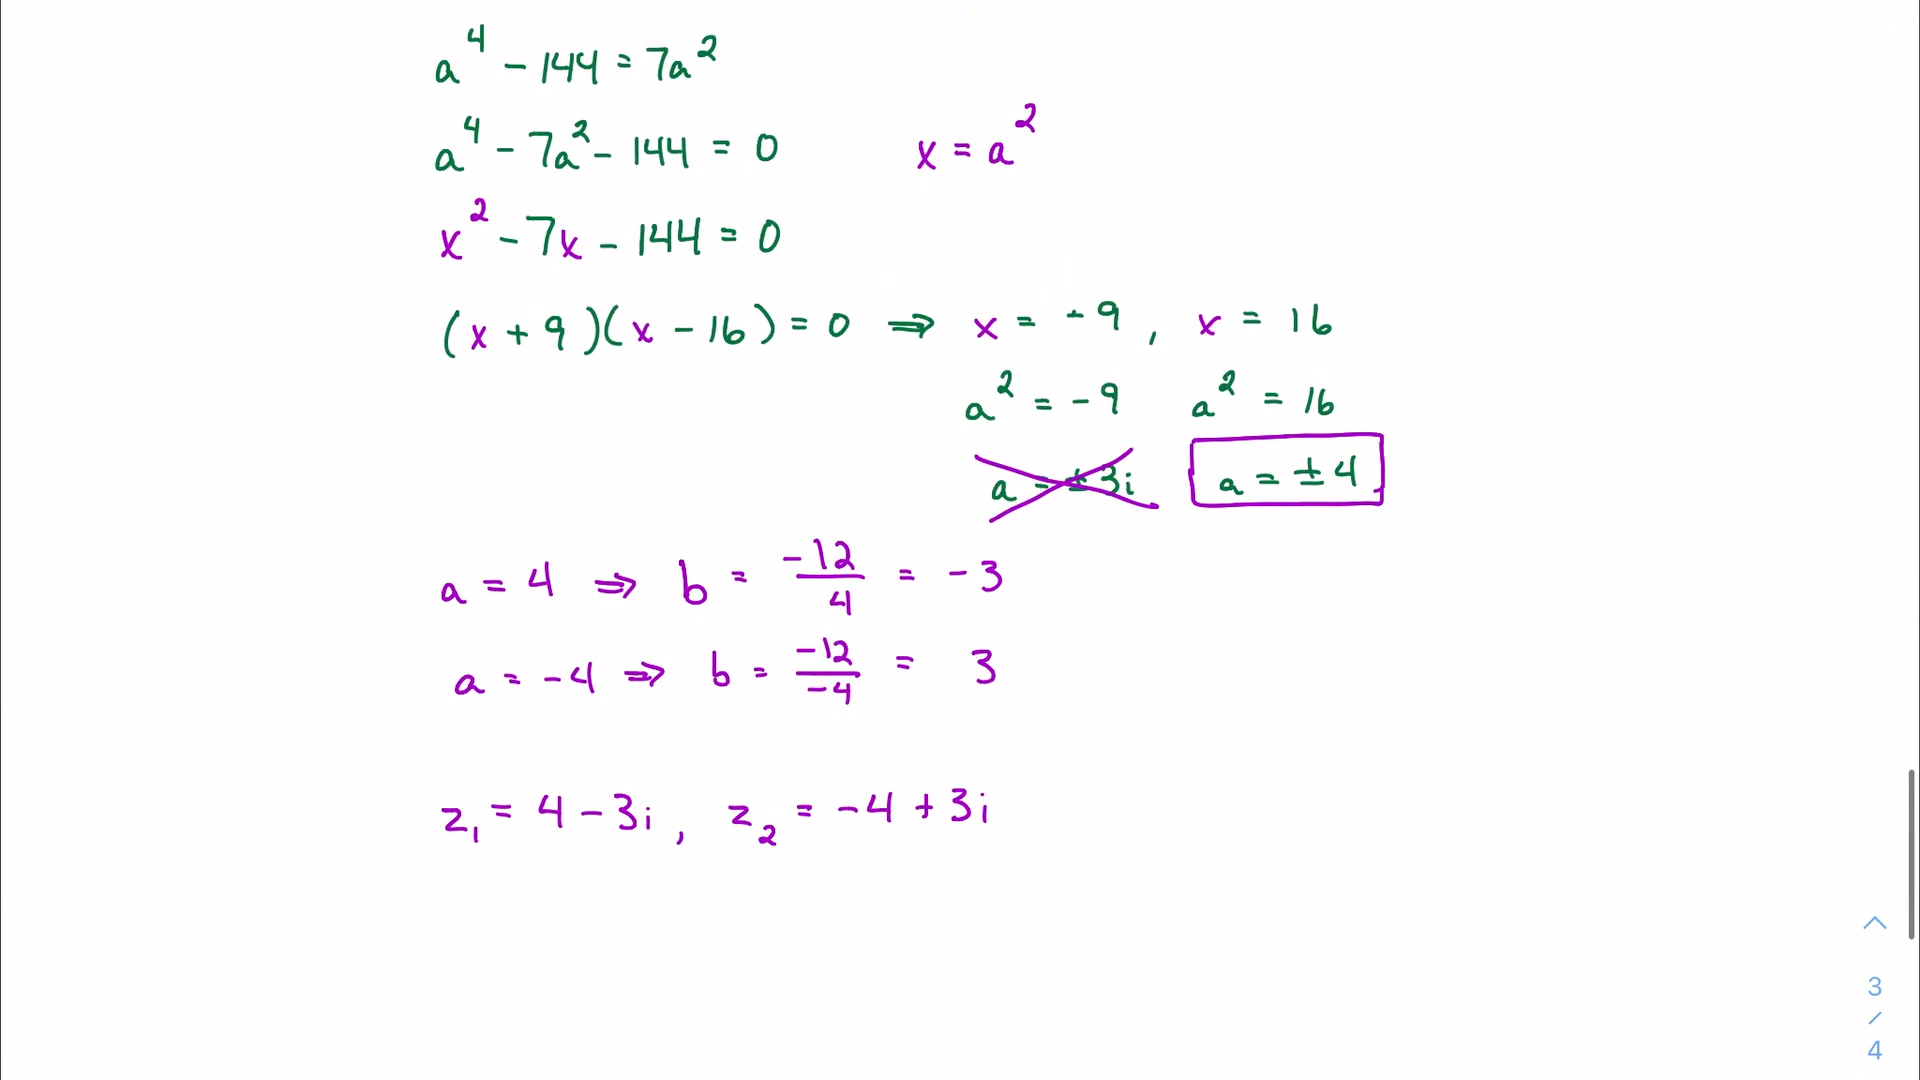 a⁴ - 144 = 7a²
a⁴ - 7a² - 144 = 0 x = a²
x² - 7x - 144 = 0
(x + 9)(x - 16) = 0 ⇒ x = -9, x = 16
a² = -9 a² = 16
a = ±3i a = ±4
a = 4 ⇒ b = -12/4 = -3
a = -4 ⇒ b = -12/-4 = 3
z₁ = 4 - 3i, z₂ = -4 + 3i
3
/
4